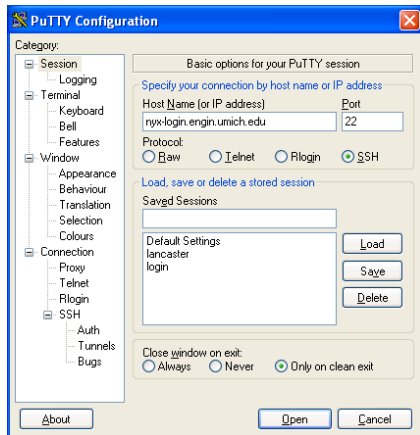 PuTTY Configuration
Category:
Session
Logging
Terminal
Keyboard
Bell
Features
Window
Appearance
Behaviour
Translation
Selection
Colours
Connection
Proxy
Telnet
Rlogin
SSH
Auth
Tunnels
Bugs
Basic options for your PuTTY session
Specify your connection by host name or IP address
Host Name (or IP address) Port
nyx-login.engin.umich.edu 22
Protocol:
Raw Telnet Rlogin SSH
Load, save or delete a stored session
Saved Sessions
Default Settings
lancaster
login
Load
Save
Delete
Close window on exit:
Always Never Only on clean exit
About Open Cancel